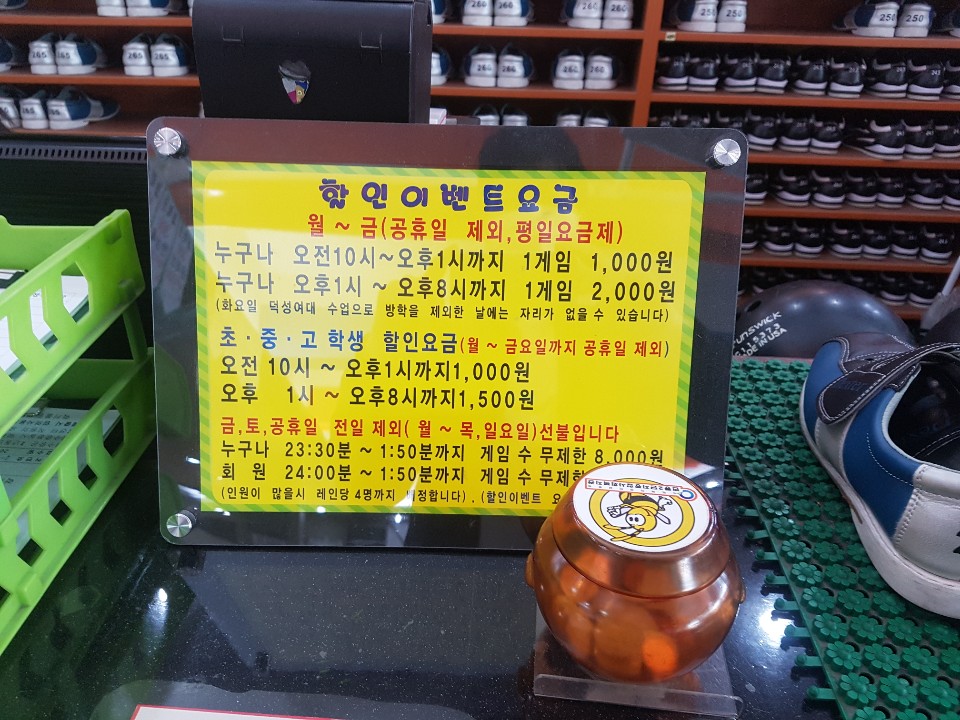 할인이벤트요금
월 ~ 금(공휴일 제외,평일요금제)
누구나 오전10시~오후1시까지 1게임 1,000원
누구나 오후1시 ~ 오후8시까지 1게임 2,000원
(화요일 덕성여대 수업으로 방학을 제외한 날에는 자리가 없을 수 있습니다)
초·중·고 학생 할인요금(월 ~ 금요일까지 공휴일 제외)
오전 10시 ~ 오후1시까지1,000원
오후 1시 ~ 오후8시까지1,500원
금,토,공휴일 전일 제외( 월 ~ 목,일요일)선불입니다
누구나 23:30분 ~ 1:50분까지 게임 수 무제한 8,000원
회 원 24:00분 ~ 1:50분까지 게임 수 무제한
(인원이 많을시 레인당 4명까지 배정합니다), (할인이벤트
265
265
266
266
250
250
250
250
265
243
BRUNSWICK
MADE IN USA